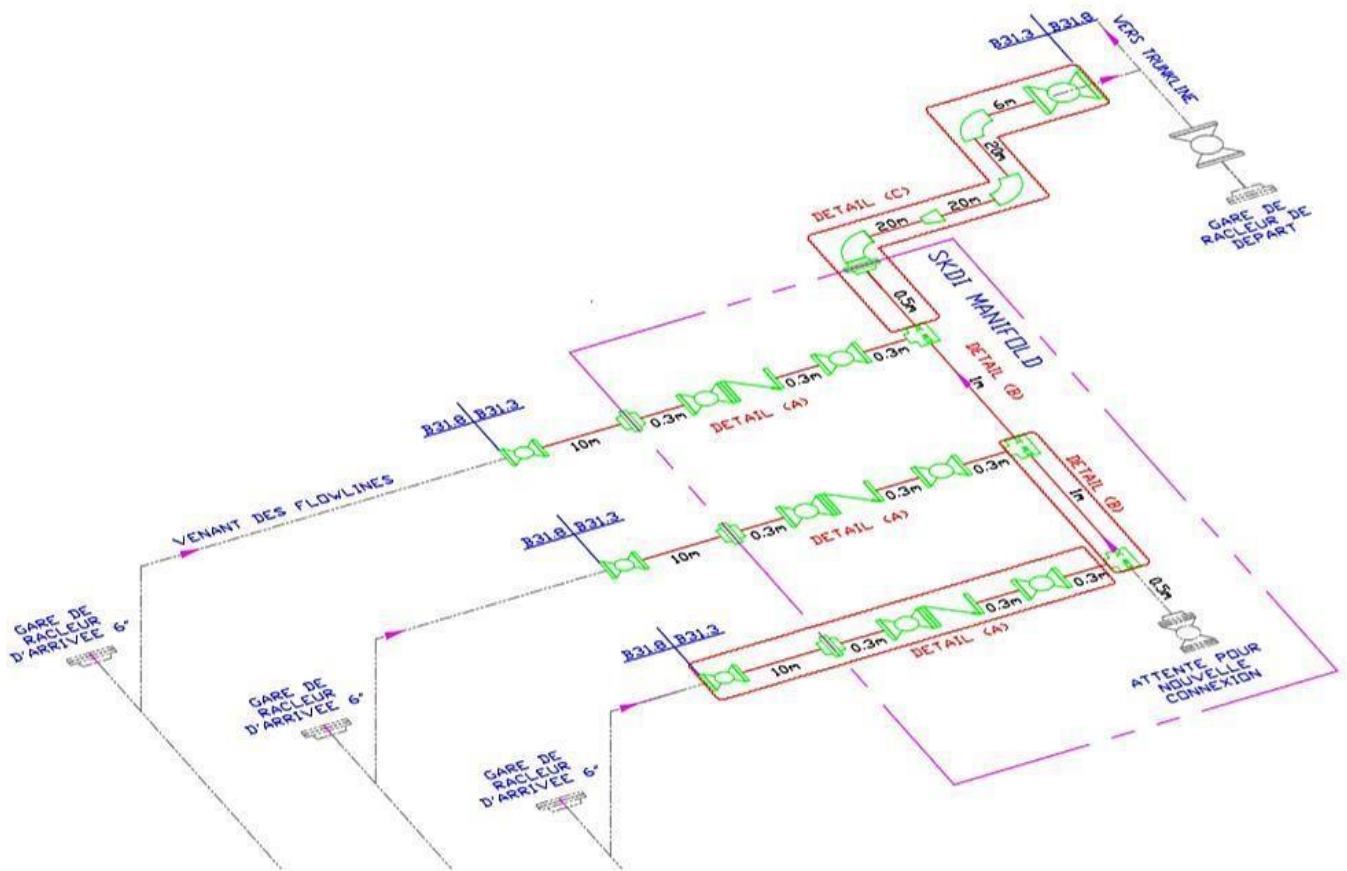 B31.3 B31.8
VERS TRUNKLINE
6m
20m
GARE DE
RACLEUR DE
DEPART
DETAIL (C)
20m
20m
SKDI MANIFOLD
0.5m
0.3m
0.3m
0.3m
DETAIL (A)
DETAIL (B)
1m
B31.8 B31.3
10m
VENANT DES FLOWLINES
0.3m
0.3m
0.3m
DETAIL (A)
DETAIL (B)
1m
B31.8 B31.3
10m
0.3m
0.3m
0.3m
DETAIL (A)
0.5m
B31.8 B31.3
10m
ATTENTE POUR
NOUVELLE
CONNEXION
GARE DE
RACLEUR
D'ARRIVEE 6"
GARE DE
RACLEUR
D'ARRIVEE 6"
GARE DE
RACLEUR
D'ARRIVEE 6"